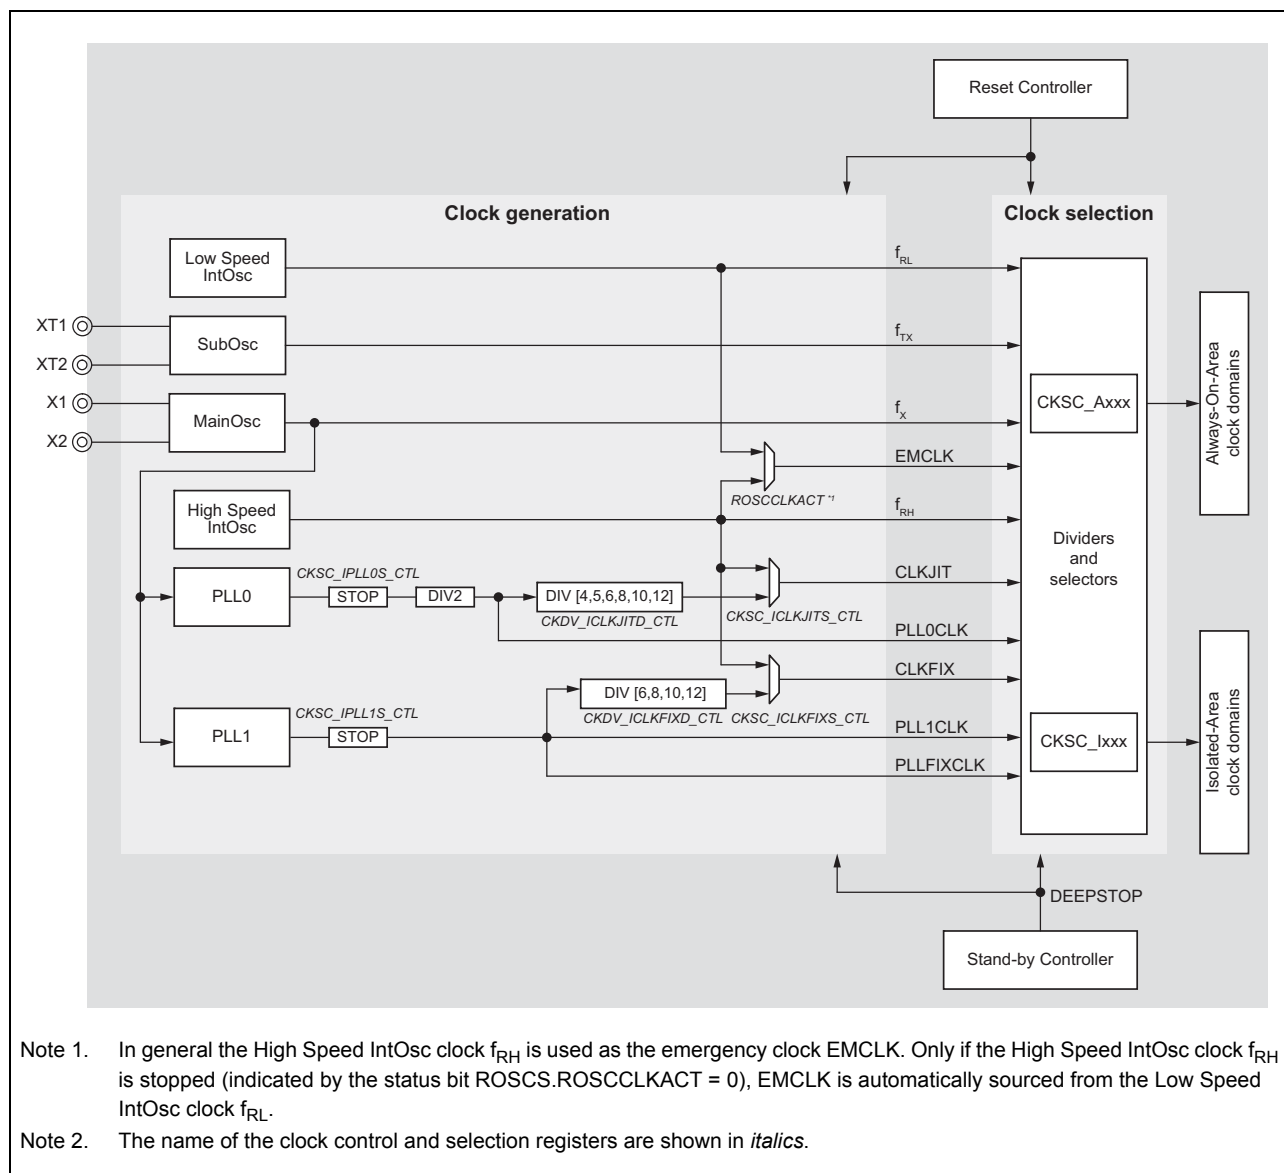 Reset Controller
Clock generation
Clock selection
Low Speed
IntOsc
fRL
XT1
XT2
SubOsc
fTX
X1
X2
MainOsc
fX
CKSC_Axxx
Always-On-Area
clock domains
EMCLK
ROSCCLKACT *1
High Speed
IntOsc
fRH
Dividers
and
selectors
CKSC_IPLL0S_CTL
PLL0
STOP
DIV2
DIV [4,5,6,8,10,12]
CKDV_ICLKJITD_CTL
CKSC_ICLKJITS_CTL
CLKJIT
PLL0CLK
CLKFIX
DIV [6,8,10,12]
CKDV_ICLKFIXD_CTL
CKSC_ICLKFIXS_CTL
CKSC_IPLL1S_CTL
PLL1
STOP
PLL1CLK
PLLFIXCLK
CKSC_Ixxx
Isolated-Area
clock domains
DEEPSTOP
Stand-by Controller
Note 1. In general the High Speed IntOsc clock fRH is used as the emergency clock EMCLK. Only if the High Speed IntOsc clock fRH
is stopped (indicated by the status bit ROSCS.ROSCCLKACT = 0), EMCLK is automatically sourced from the Low Speed
IntOsc clock fRL.
Note 2. The name of the clock control and selection registers are shown in italics.